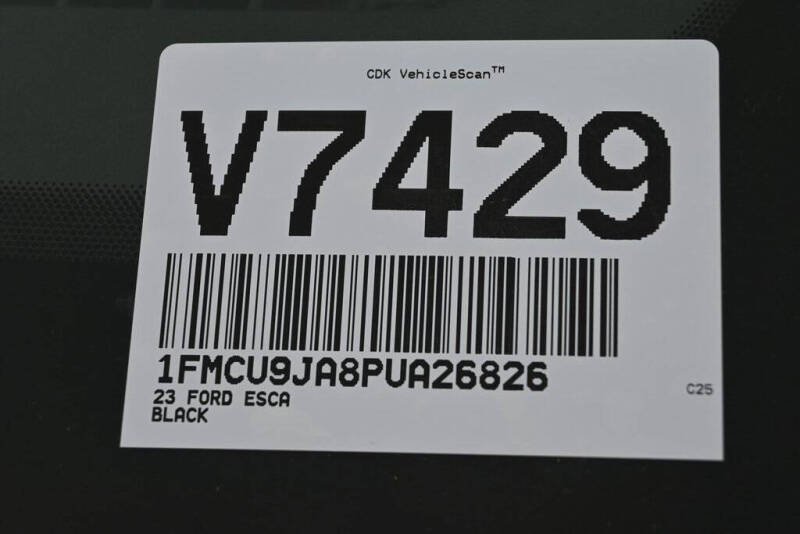 CDK VehicleScan™
V7429
1FMCU9JA8PUA26826
23 FORD ESCA
BLACK
C25